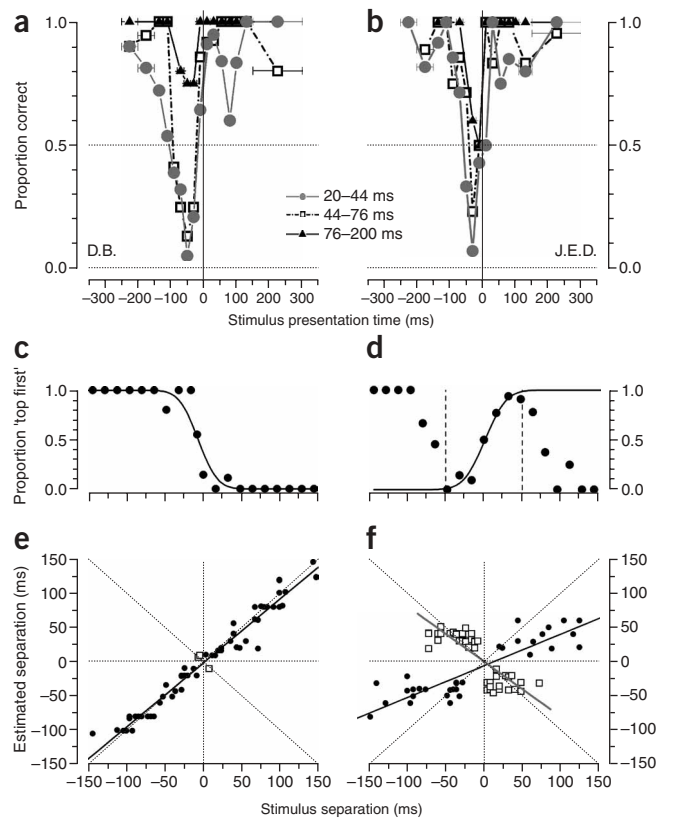 a
b
1.0
0.5
0.0
Proportion correct
D.B.
20–44 ms
44–76 ms
76–200 ms
J.E.D.
1.0
0.5
0.0
−300 −200 −100 0 100 200 300
−300 −200 −100 0 100 200 300
Stimulus presentation time (ms)
c
d
Proportion 'top first'
1.0
0.5
0.0
1.0
0.5
0.0
e
f
Estimated separation (ms)
150
100
50
0
−50
−100
−150
150
100
50
0
−50
−100
−150
−150 −100 −50 0 50 100 150
−150 −100 −50 0 50 100 150
Stimulus separation (ms)